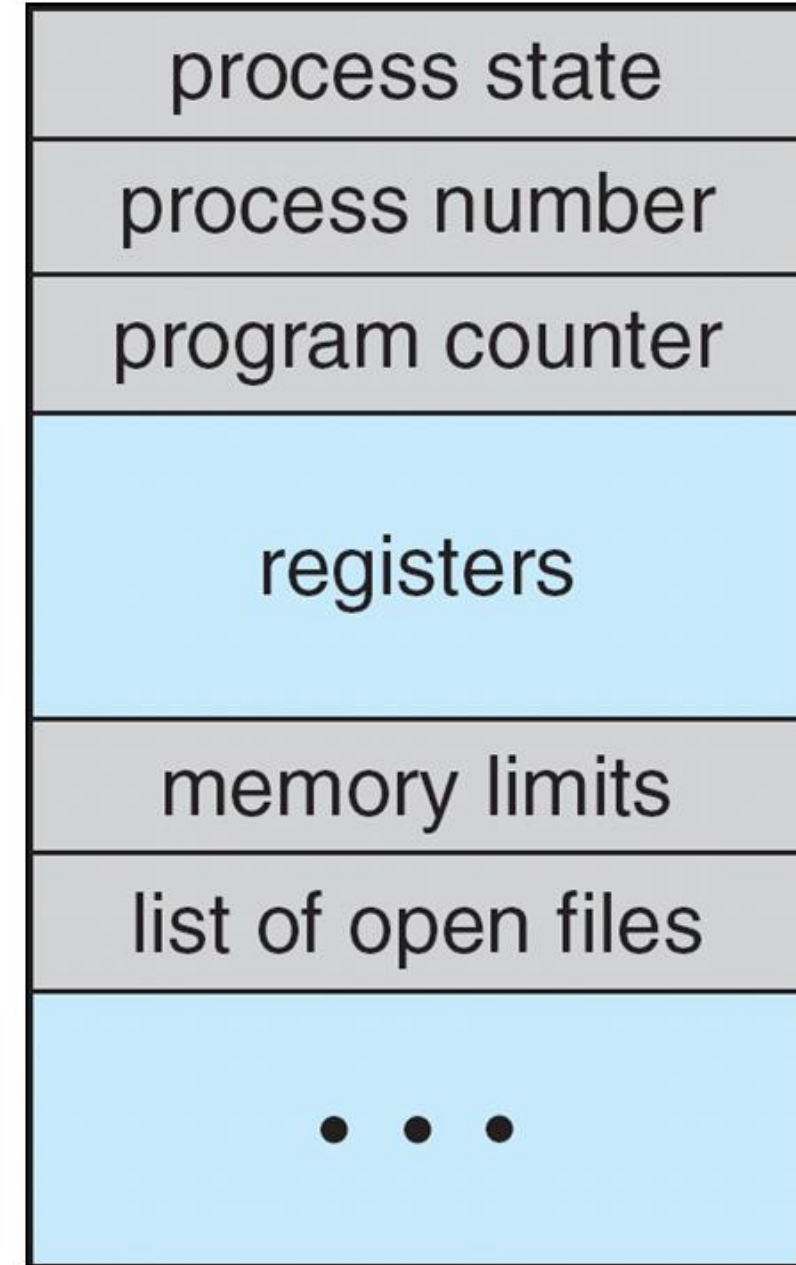 process state
process number
program counter
registers
memory limits
list of open files
• • •